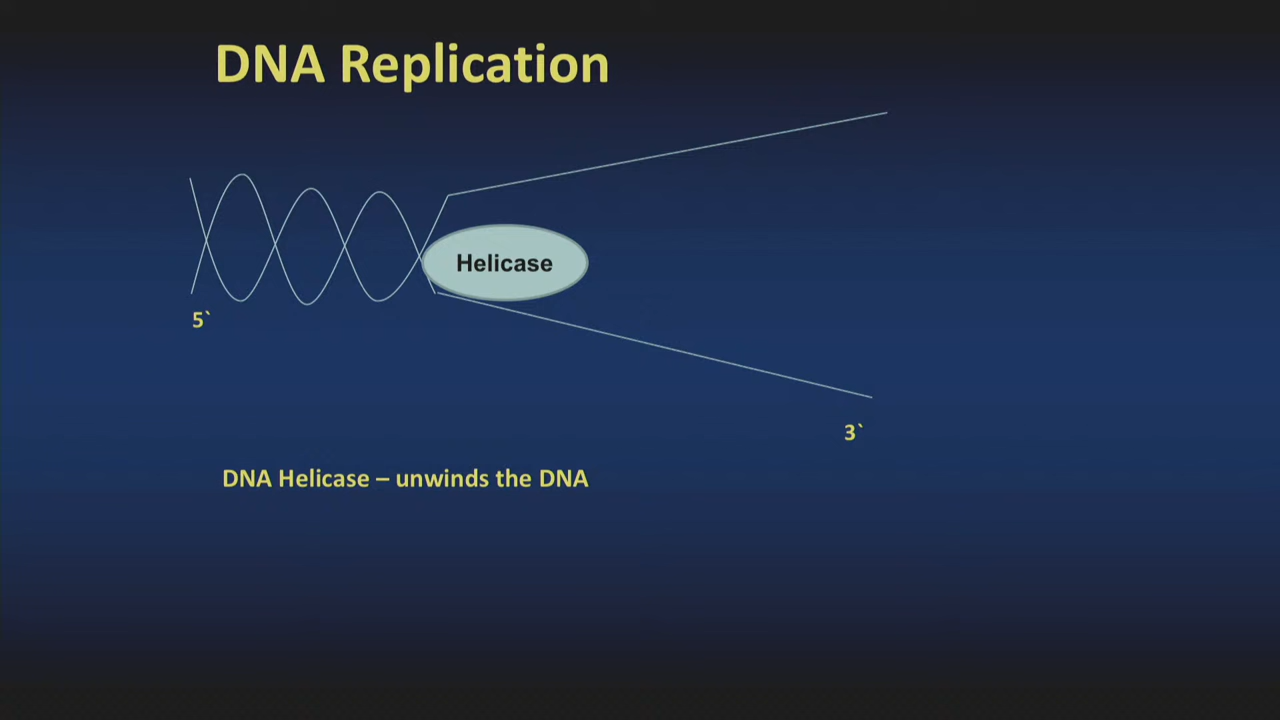 DNA Replication
Helicase
5`
3`
DNA Helicase – unwinds the DNA